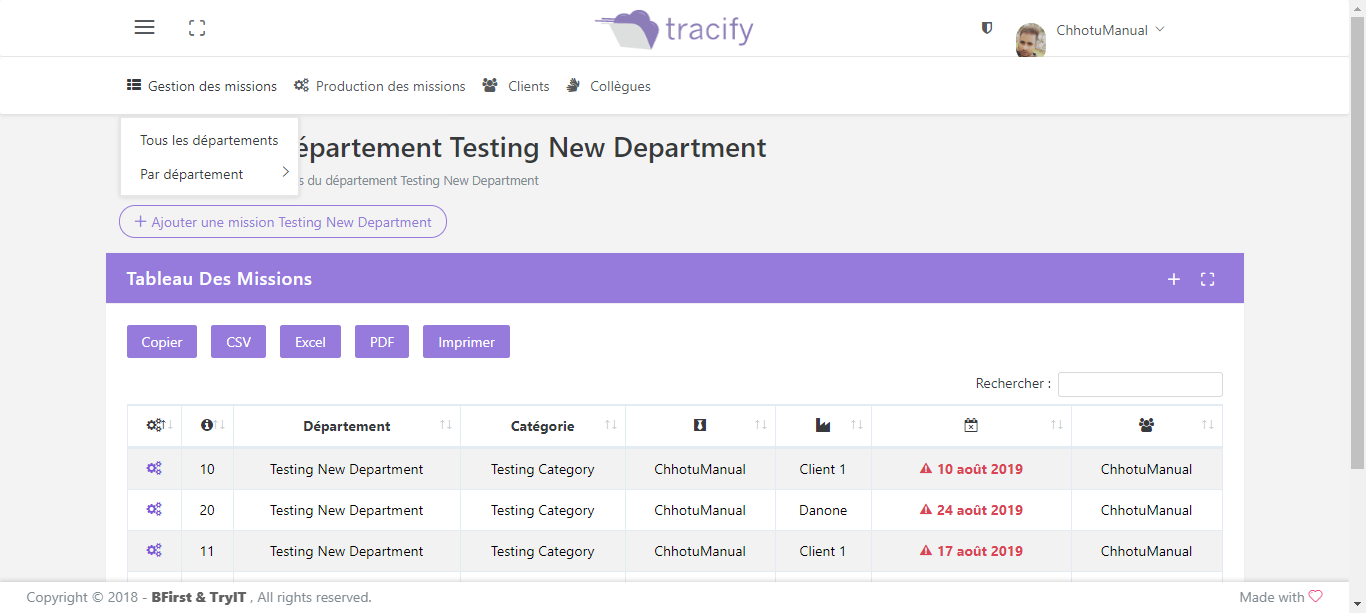 tracify
ChhotuManual
Gestion des missions Production des missions Clients Collègues
Tous les départements
Par département
épartement Testing New Department
s du département Testing New Department
+ Ajouter une mission Testing New Department
Tableau Des Missions
Copier CSV Excel PDF Imprimer
Rechercher :
Département Catégorie
10 Testing New Department Testing Category ChhotuManual Client 1 10 août 2019 ChhotuManual
20 Testing New Department Testing Category ChhotuManual Danone 24 août 2019 ChhotuManual
11 Testing New Department Testing Category ChhotuManual Client 1 17 août 2019 ChhotuManual
Copyright © 2018 - BFirst & TryIT , All rights reserved.
Made with